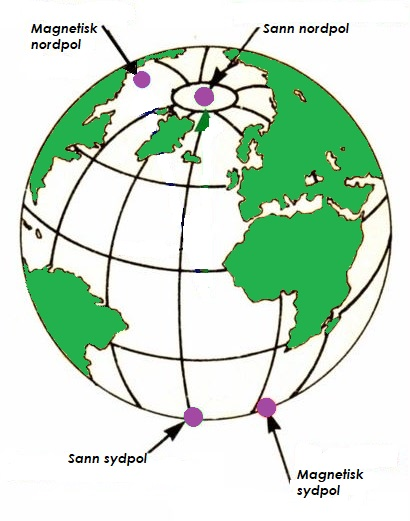 Magnetisk
nordpol
Sann nordpol
Sann sydpol
Magnetisk
sydpol